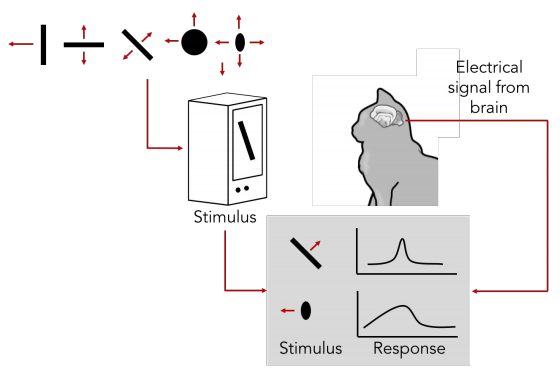 Electrical
signal from
brain
Stimulus
Stimulus
Response